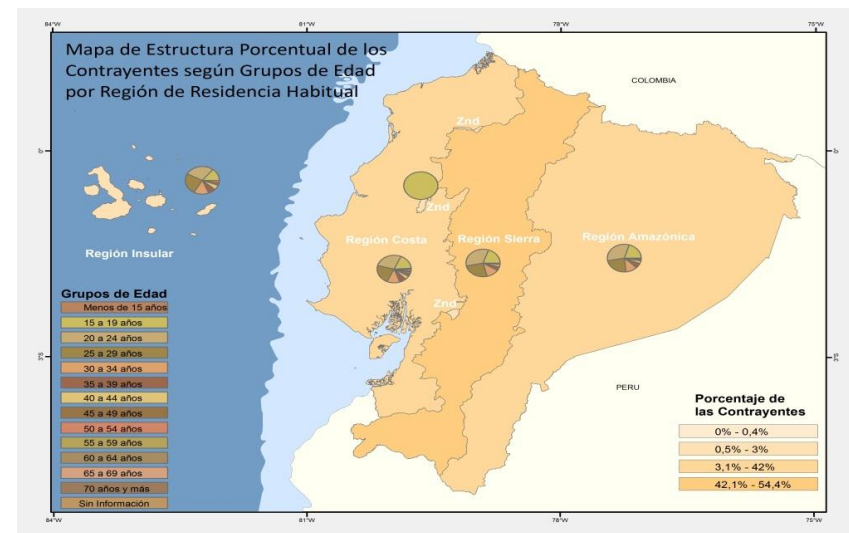 84°W
81°W
78°W
75°W
Mapa de Estructura Porcentual de los
Contrayentes según Grupos de Edad
por Región de Residencia Habitual
COLOMBIA
Znd
0°
0°
Znd
Región Insular
Región Costa
Región Sierra
Región Amazónica
Znd
Grupos de Edad
Menos de 15 años
15 a 19 años
20 a 24 años
25 a 29 años
30 a 34 años
35 a 39 años
40 a 44 años
45 a 49 años
50 a 54 años
55 a 59 años
60 a 64 años
65 a 69 años
70 años y más
Sin Información
3°S
3°S
PERU
Porcentaje de
las Contrayentes
0% - 0,4%
0,5% - 3%
3,1% - 42%
42,1% - 54,4%
84°W
81°W
78°W
75°W